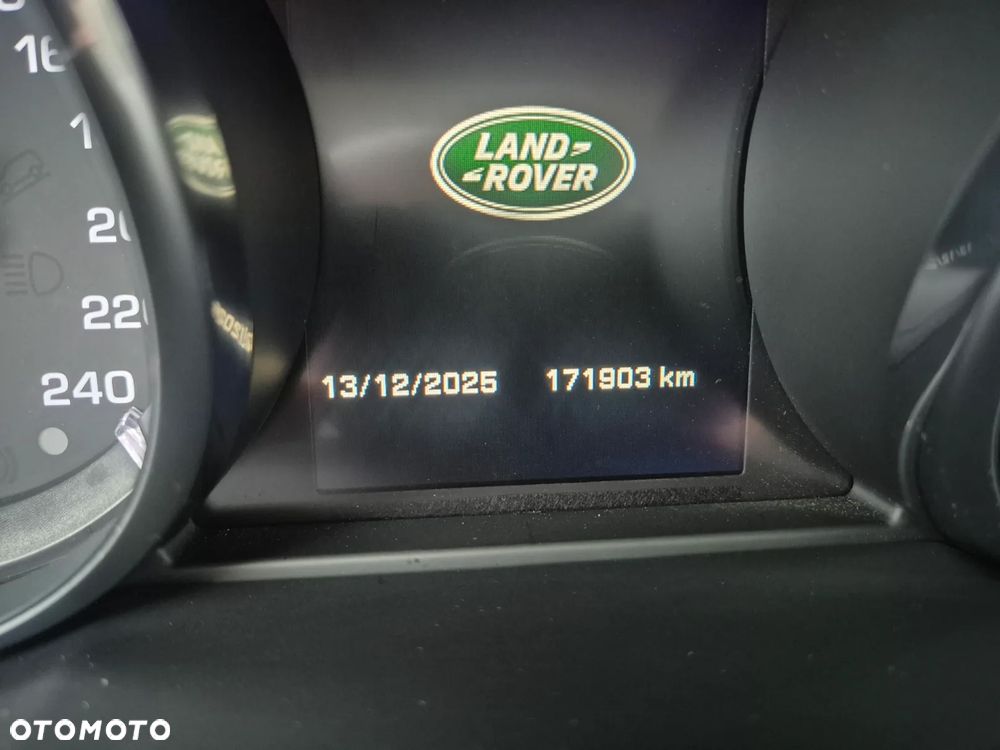 LAND
ROVER
220
240
13/12/2025 171903 km
OTOMOTO